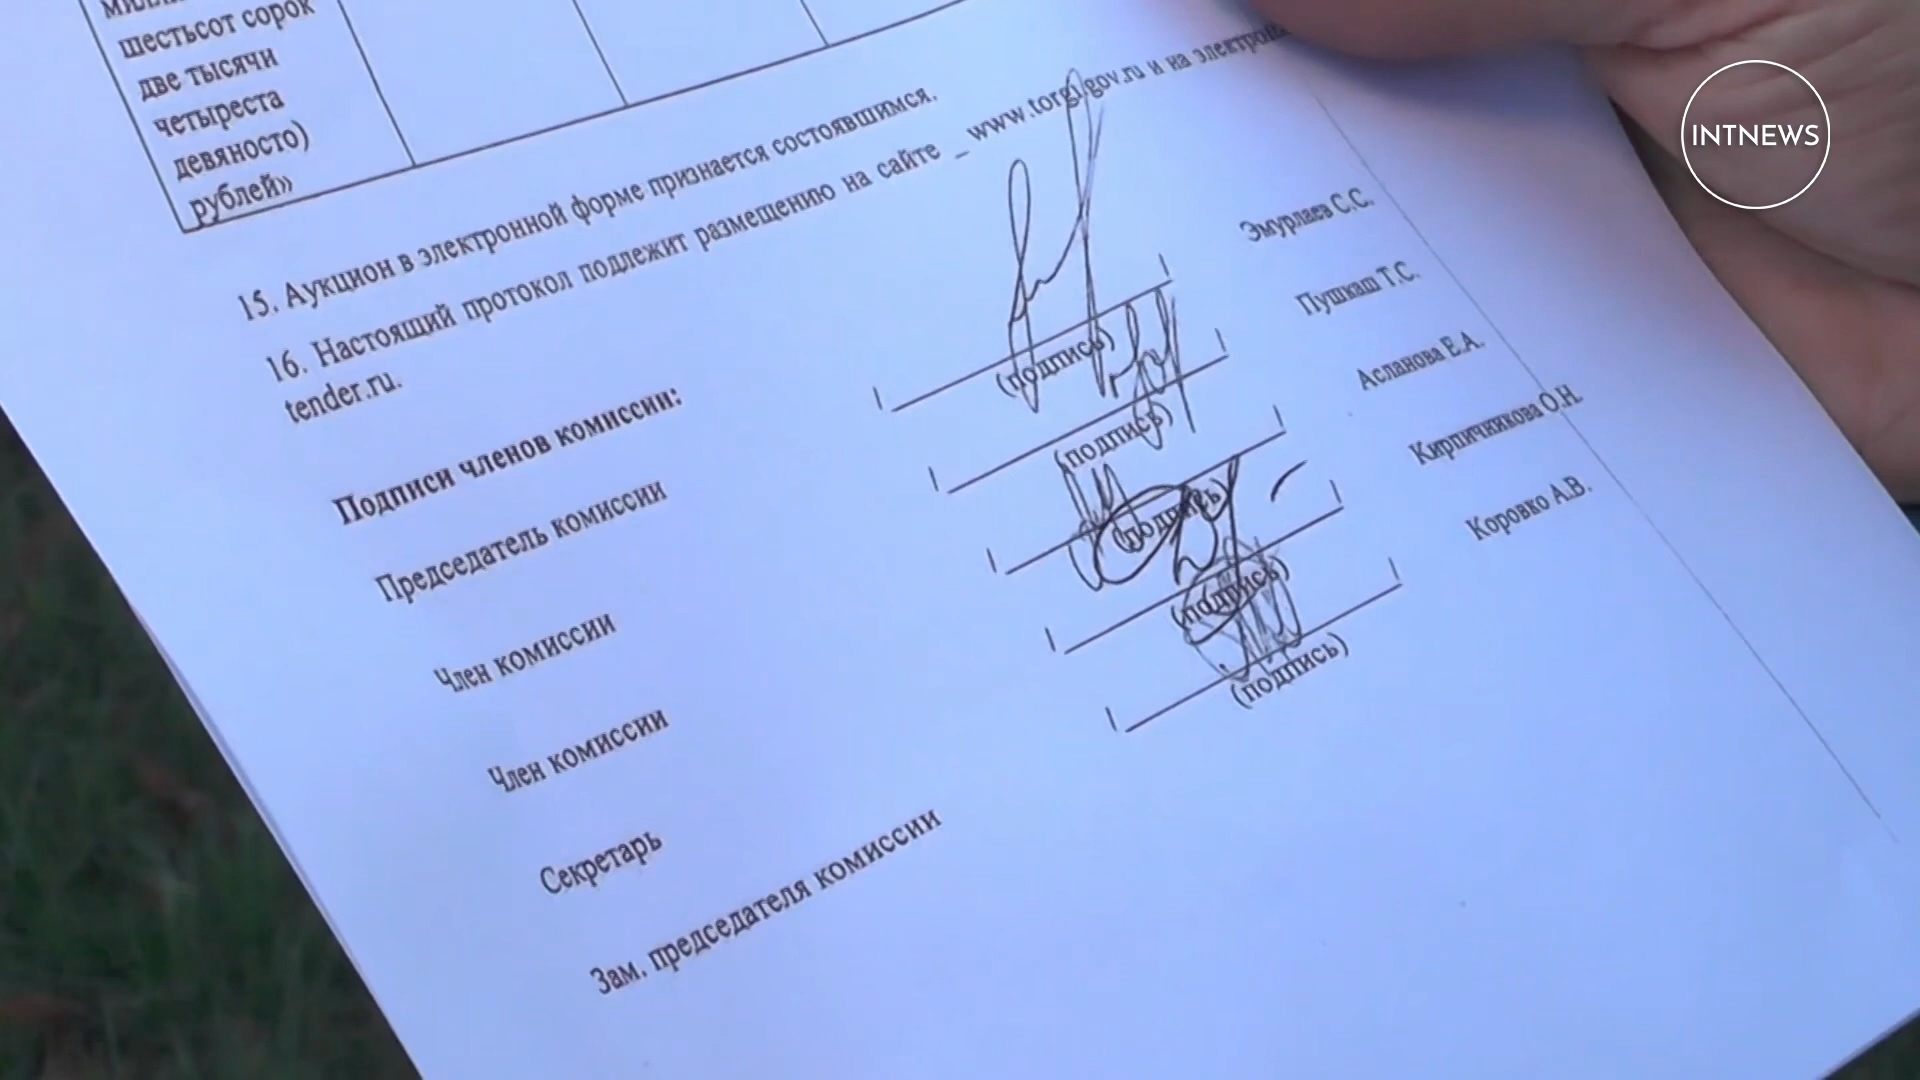 шестьсот сорок
две тысячи
четыреста
девяносто)
рублей»
15. Аукцион в электронной форме признается состоявшимся.
16. Настоящий протокол подлежит размещению на сайте _ www.torgi.gov.ru и на
tender.ru.
Подписи членов комиссии:
Председатель комиссии
(подпись)
Эмурлаев С.С.
Член комиссии
(подпись)
Пушкаш Т.С.
Член комиссии
(подпись)
Асланова Е.А.
Секретарь
(подпись)
Кирпичникова О.Н.
Зам. председателя комиссии
(подпись)
Коровко А.В.
INTNEWS